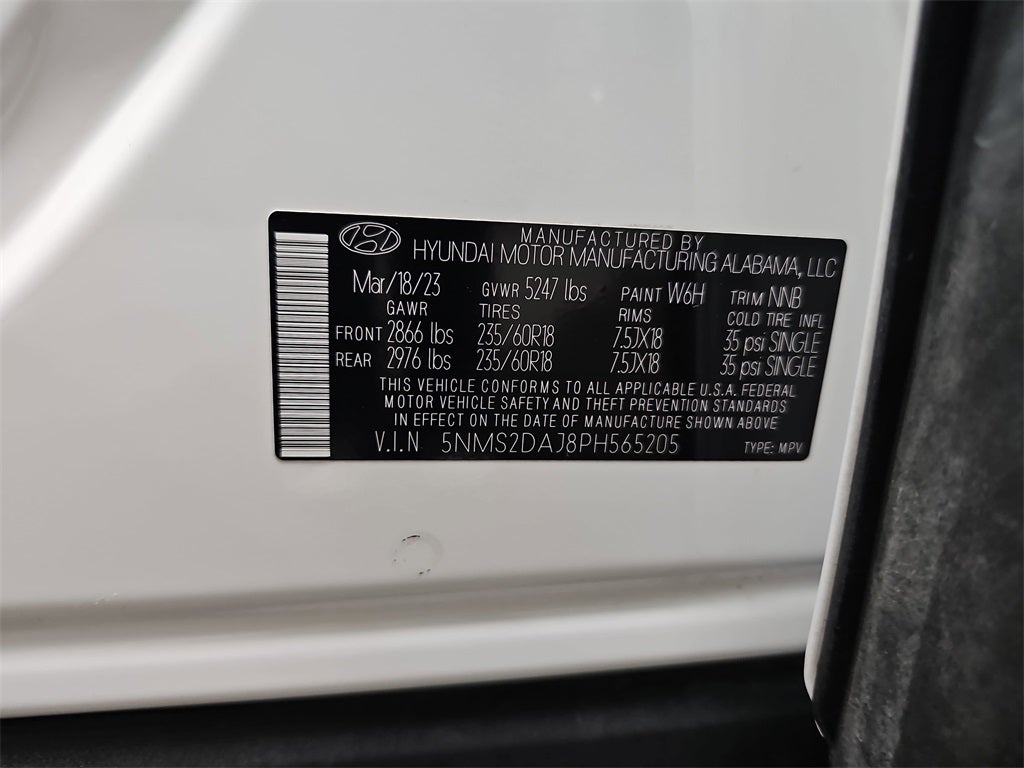 MANUFACTURED BY
HYUNDAI MOTOR MANUFACTURING ALABAMA, LLC
Mar/18/23 GVWR 5247 lbs PAINT W6H TRIM NNB
GAWR TIRES RIMS COLD TIRE INFL
FRONT 2866 lbs 235/60R18 7.5JX18 35 psi SINGLE
REAR 2976 lbs 235/60R18 7.5JX18 35 psi SINGLE
THIS VEHICLE CONFORMS TO ALL APPLICABLE U.S.A. FEDERAL
MOTOR VEHICLE SAFETY AND THEFT PREVENTION STANDARDS
IN EFFECT ON THE DATE OF MANUFACTURE SHOWN ABOVE
V.I.N 5NMS2DAJ8PH565205 TYPE: MPV